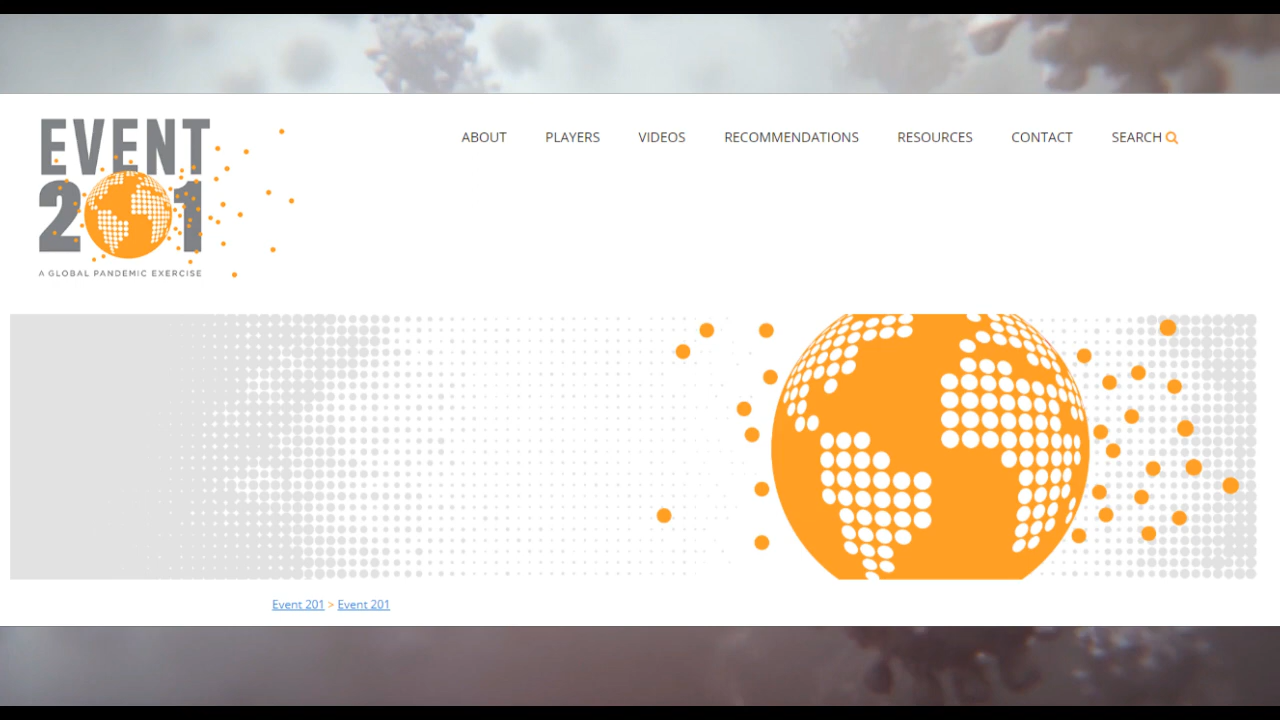 EVENT
201
A GLOBAL PANDEMIC EXERCISE
ABOUT PLAYERS VIDEOS RECOMMENDATIONS RESOURCES CONTACT SEARCH
Event 201 > Event 201